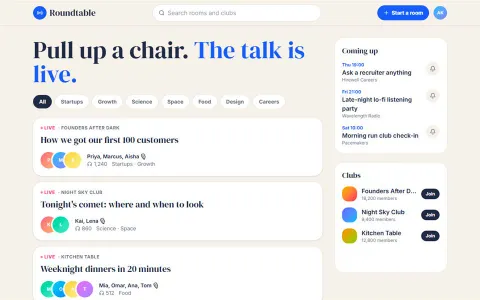 Roundtable
Search rooms and clubs
+ Start a room
AR
Pull up a chair. The talk is
live.
All
Startups
Growth
Science
Space
Food
Design
Careers
LIVE · FOUNDERS AFTER DARK
How we got our first 100 customers
Priya, Marcus, Aisha
1,240 Startups · Growth
LIVE · NIGHT SKY CLUB
Tonight's comet: where and when to look
K L
Kai, Lena
860 Science · Space
LIVE · KITCHEN TABLE
Weeknight dinners in 20 minutes
Mia, Omar, Ana, Tom
512 Food
Coming up
Thu 19:00
Ask a recruiter anything
Hinwell Careers
Fri 21:00
Late-night lo-fi listening
party
Wavelength Radio
Sat 10:00
Morning run club check-in
Pacemakers
Clubs
Founders After D...
18,200 members
Join
Night Sky Club
9,400 members
Join
Kitchen Table
12,800 members
Join